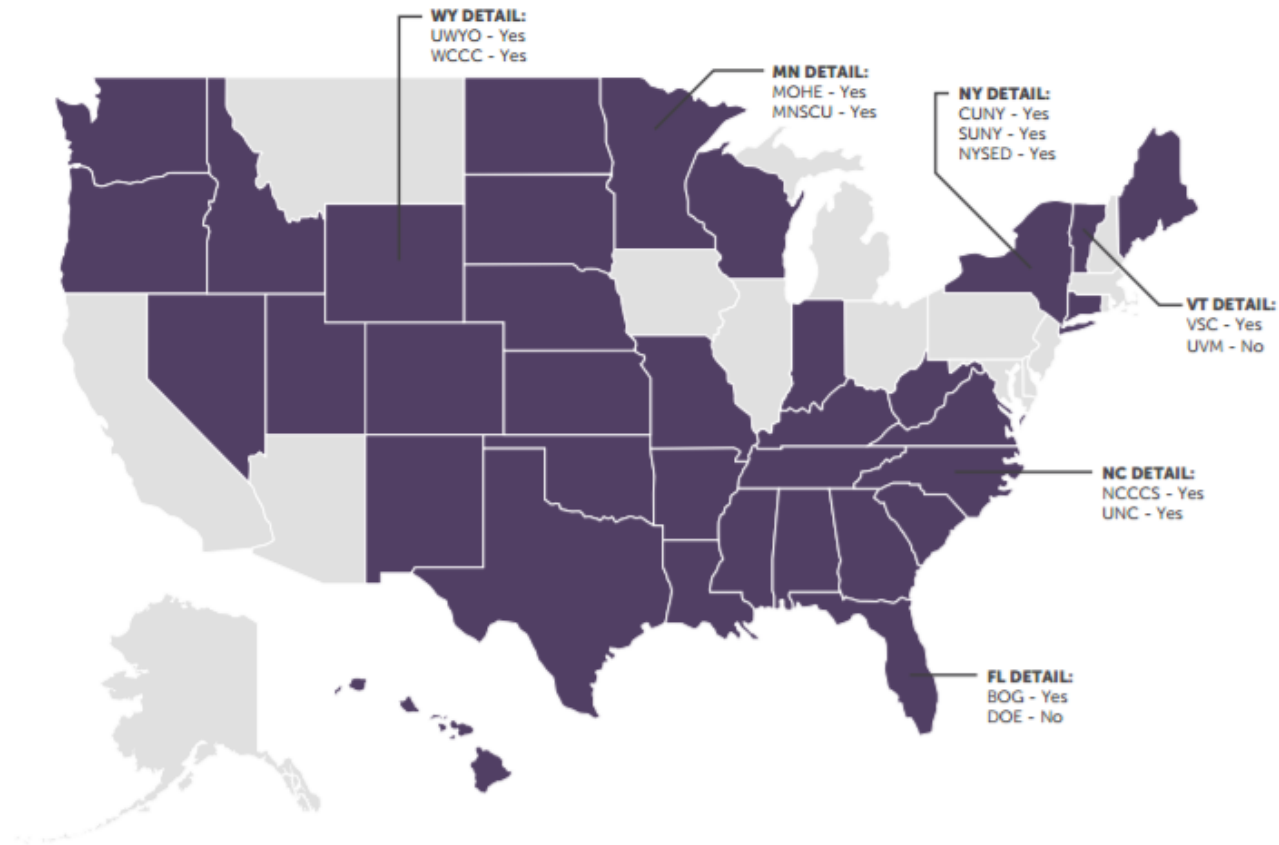 WY DETAIL:
UWYO - Yes
WCCC - Yes
MN DETAIL:
MOHE - Yes
MNSCU - Yes
NY DETAIL:
CUNY - Yes
SUNY - Yes
NYSED - Yes
VT DETAIL:
VSC - Yes
UVM - No
NC DETAIL:
NCCCS - Yes
UNC - Yes
FL DETAIL:
BOG - Yes
DOE - No